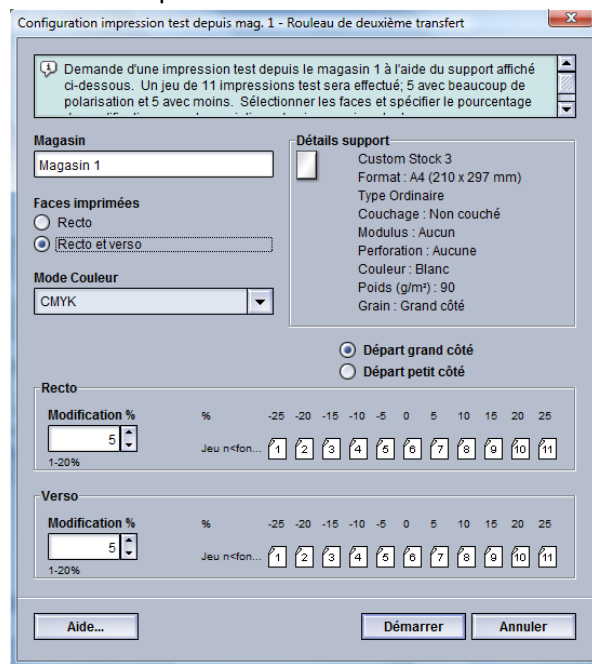 Configuration impression test depuis mag. 1 - Rouleau de deuxième transfert
Demande d'une impression test depuis le magasin 1 à l'aide du support affiché
ci-dessous. Un jeu de 11 impressions test sera effectué; 5 avec beaucoup de
polarisation et 5 avec moins. Sélectionner les faces et spécifier le pourcentage
Magasin
Magasin 1
Faces imprimées
Recto
Recto et verso
Mode Couleur
CMYK
Détails support
Custom Stock 3
Format : A4 (210 x 297 mm)
Type Ordinaire
Couchage : Non couché
Modulus : Aucun
Perforation : Aucune
Couleur : Blanc
Poids (g/m²) : 90
Grain : Grand côté
Départ grand côté
Départ petit côté
Recto
Modification % % -25 -20 -15 -10 -5 0 5 10 15 20 25
5 Jeu n<fon... 1 2 3 4 5 6 7 8 9 10 11
1-20%
Verso
Modification % % -25 -20 -15 -10 -5 0 5 10 15 20 25
5 Jeu n<fon... 1 2 3 4 5 6 7 8 9 10 11
1-20%
Aide... Démarrer Annuler